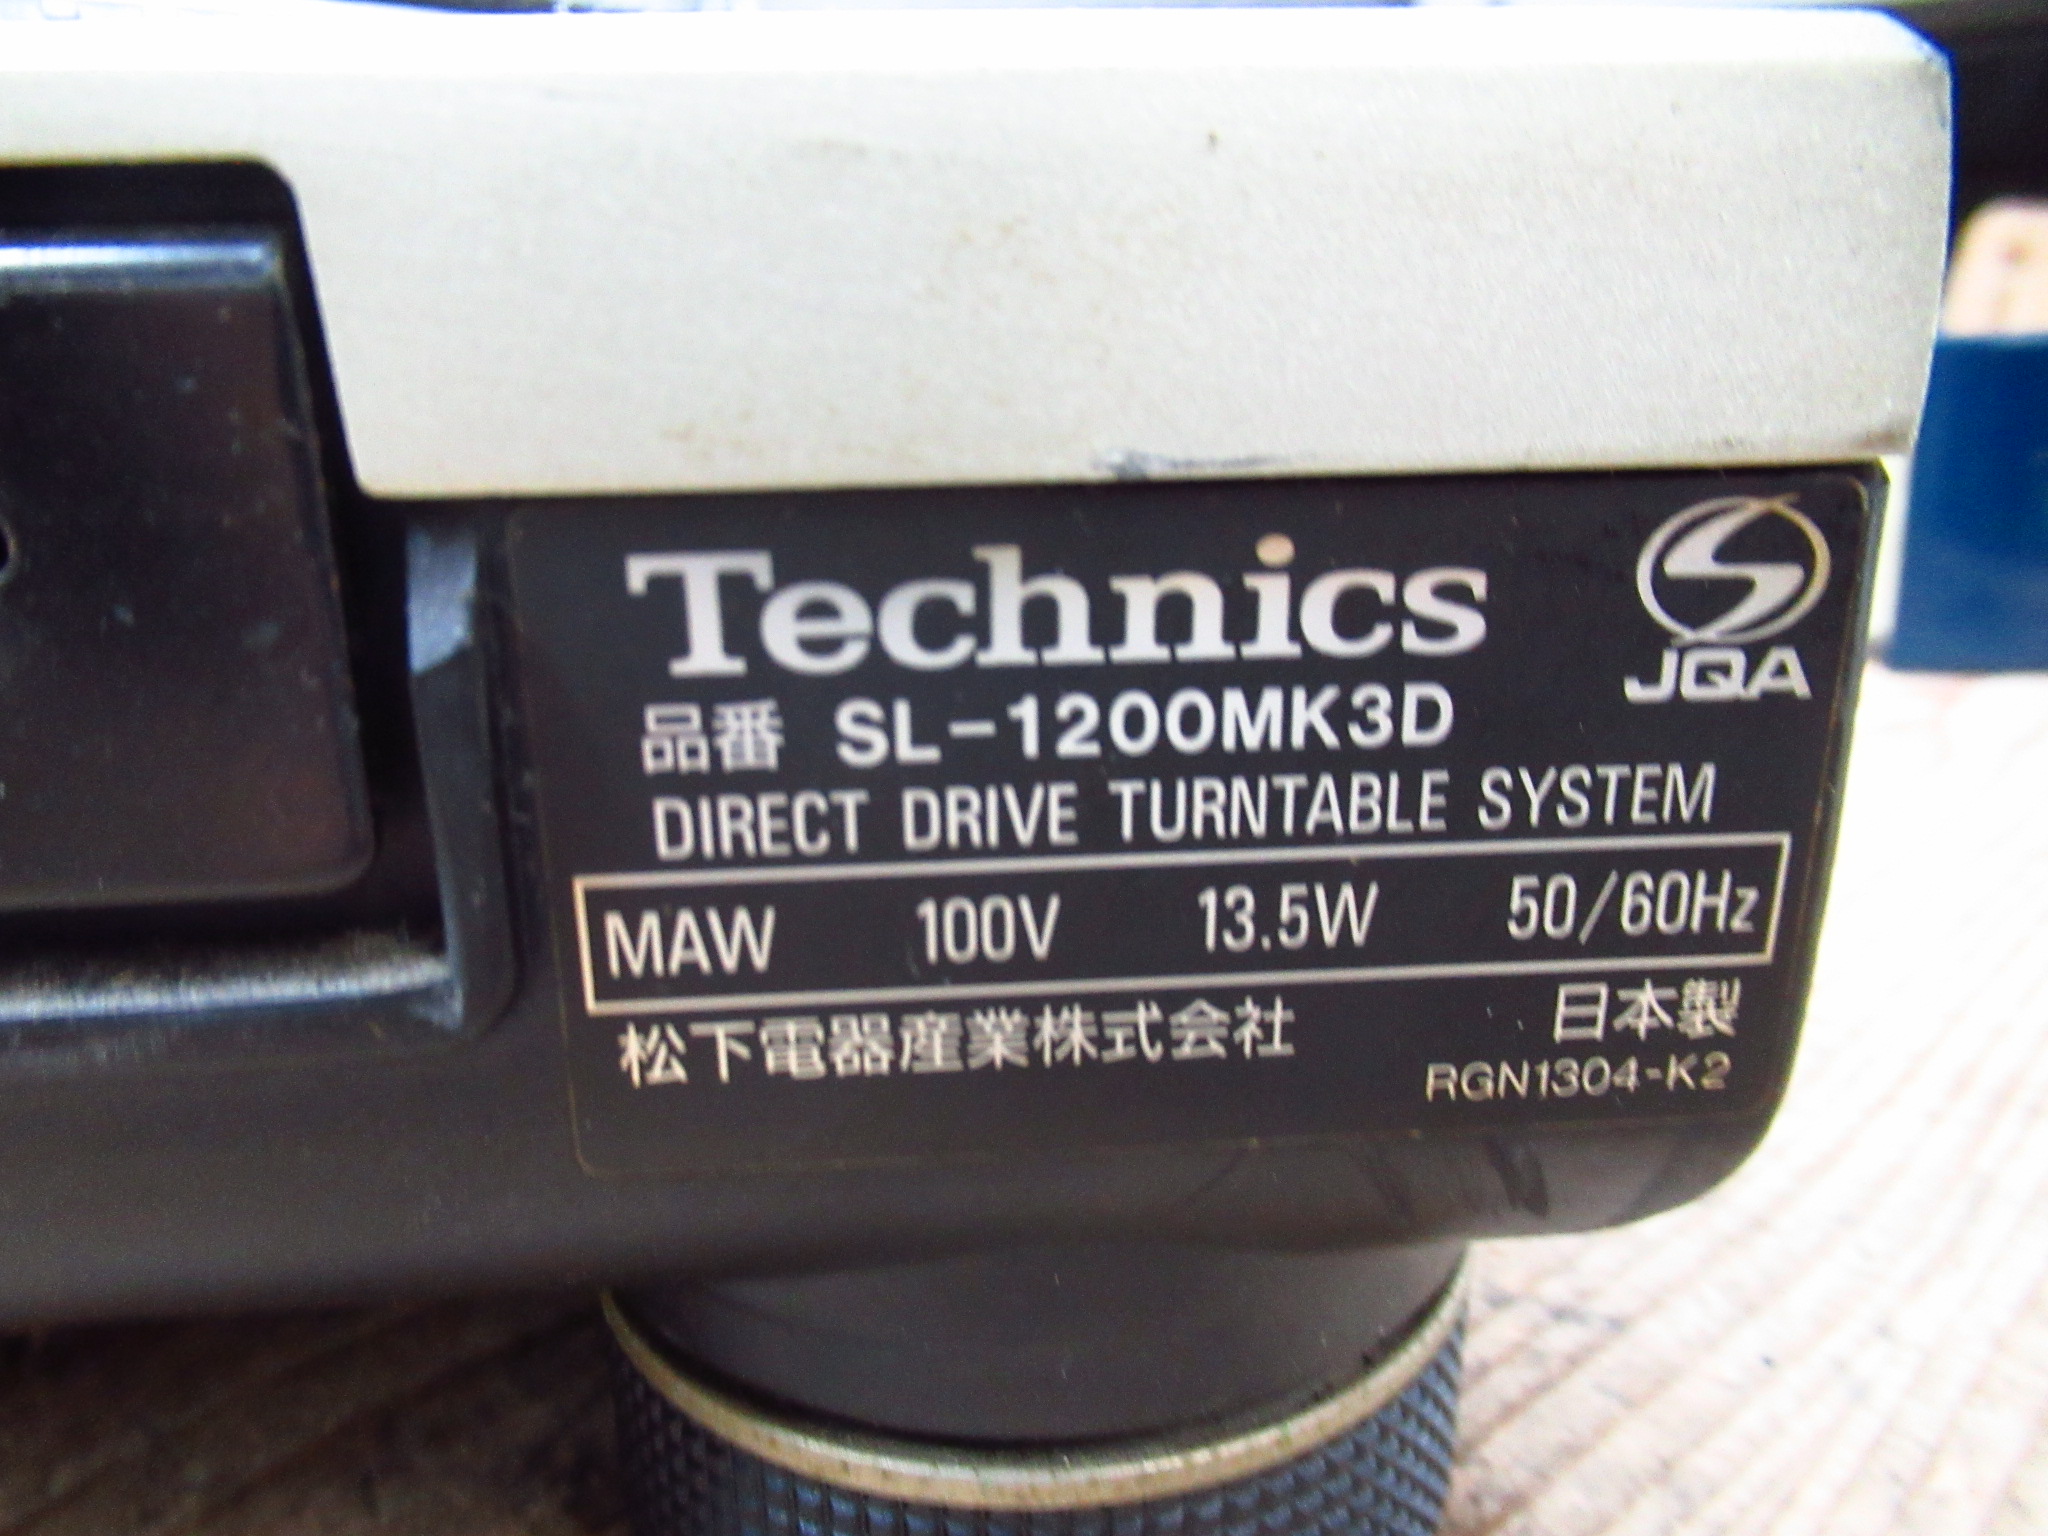 Technics
JQA
品番 SL-1200MK3D
DIRECT DRIVE TURNTABLE SYSTEM
MAW 100V 13.5W 50/60Hz
松下電器産業株式会社 日本製
RGN1304-K2